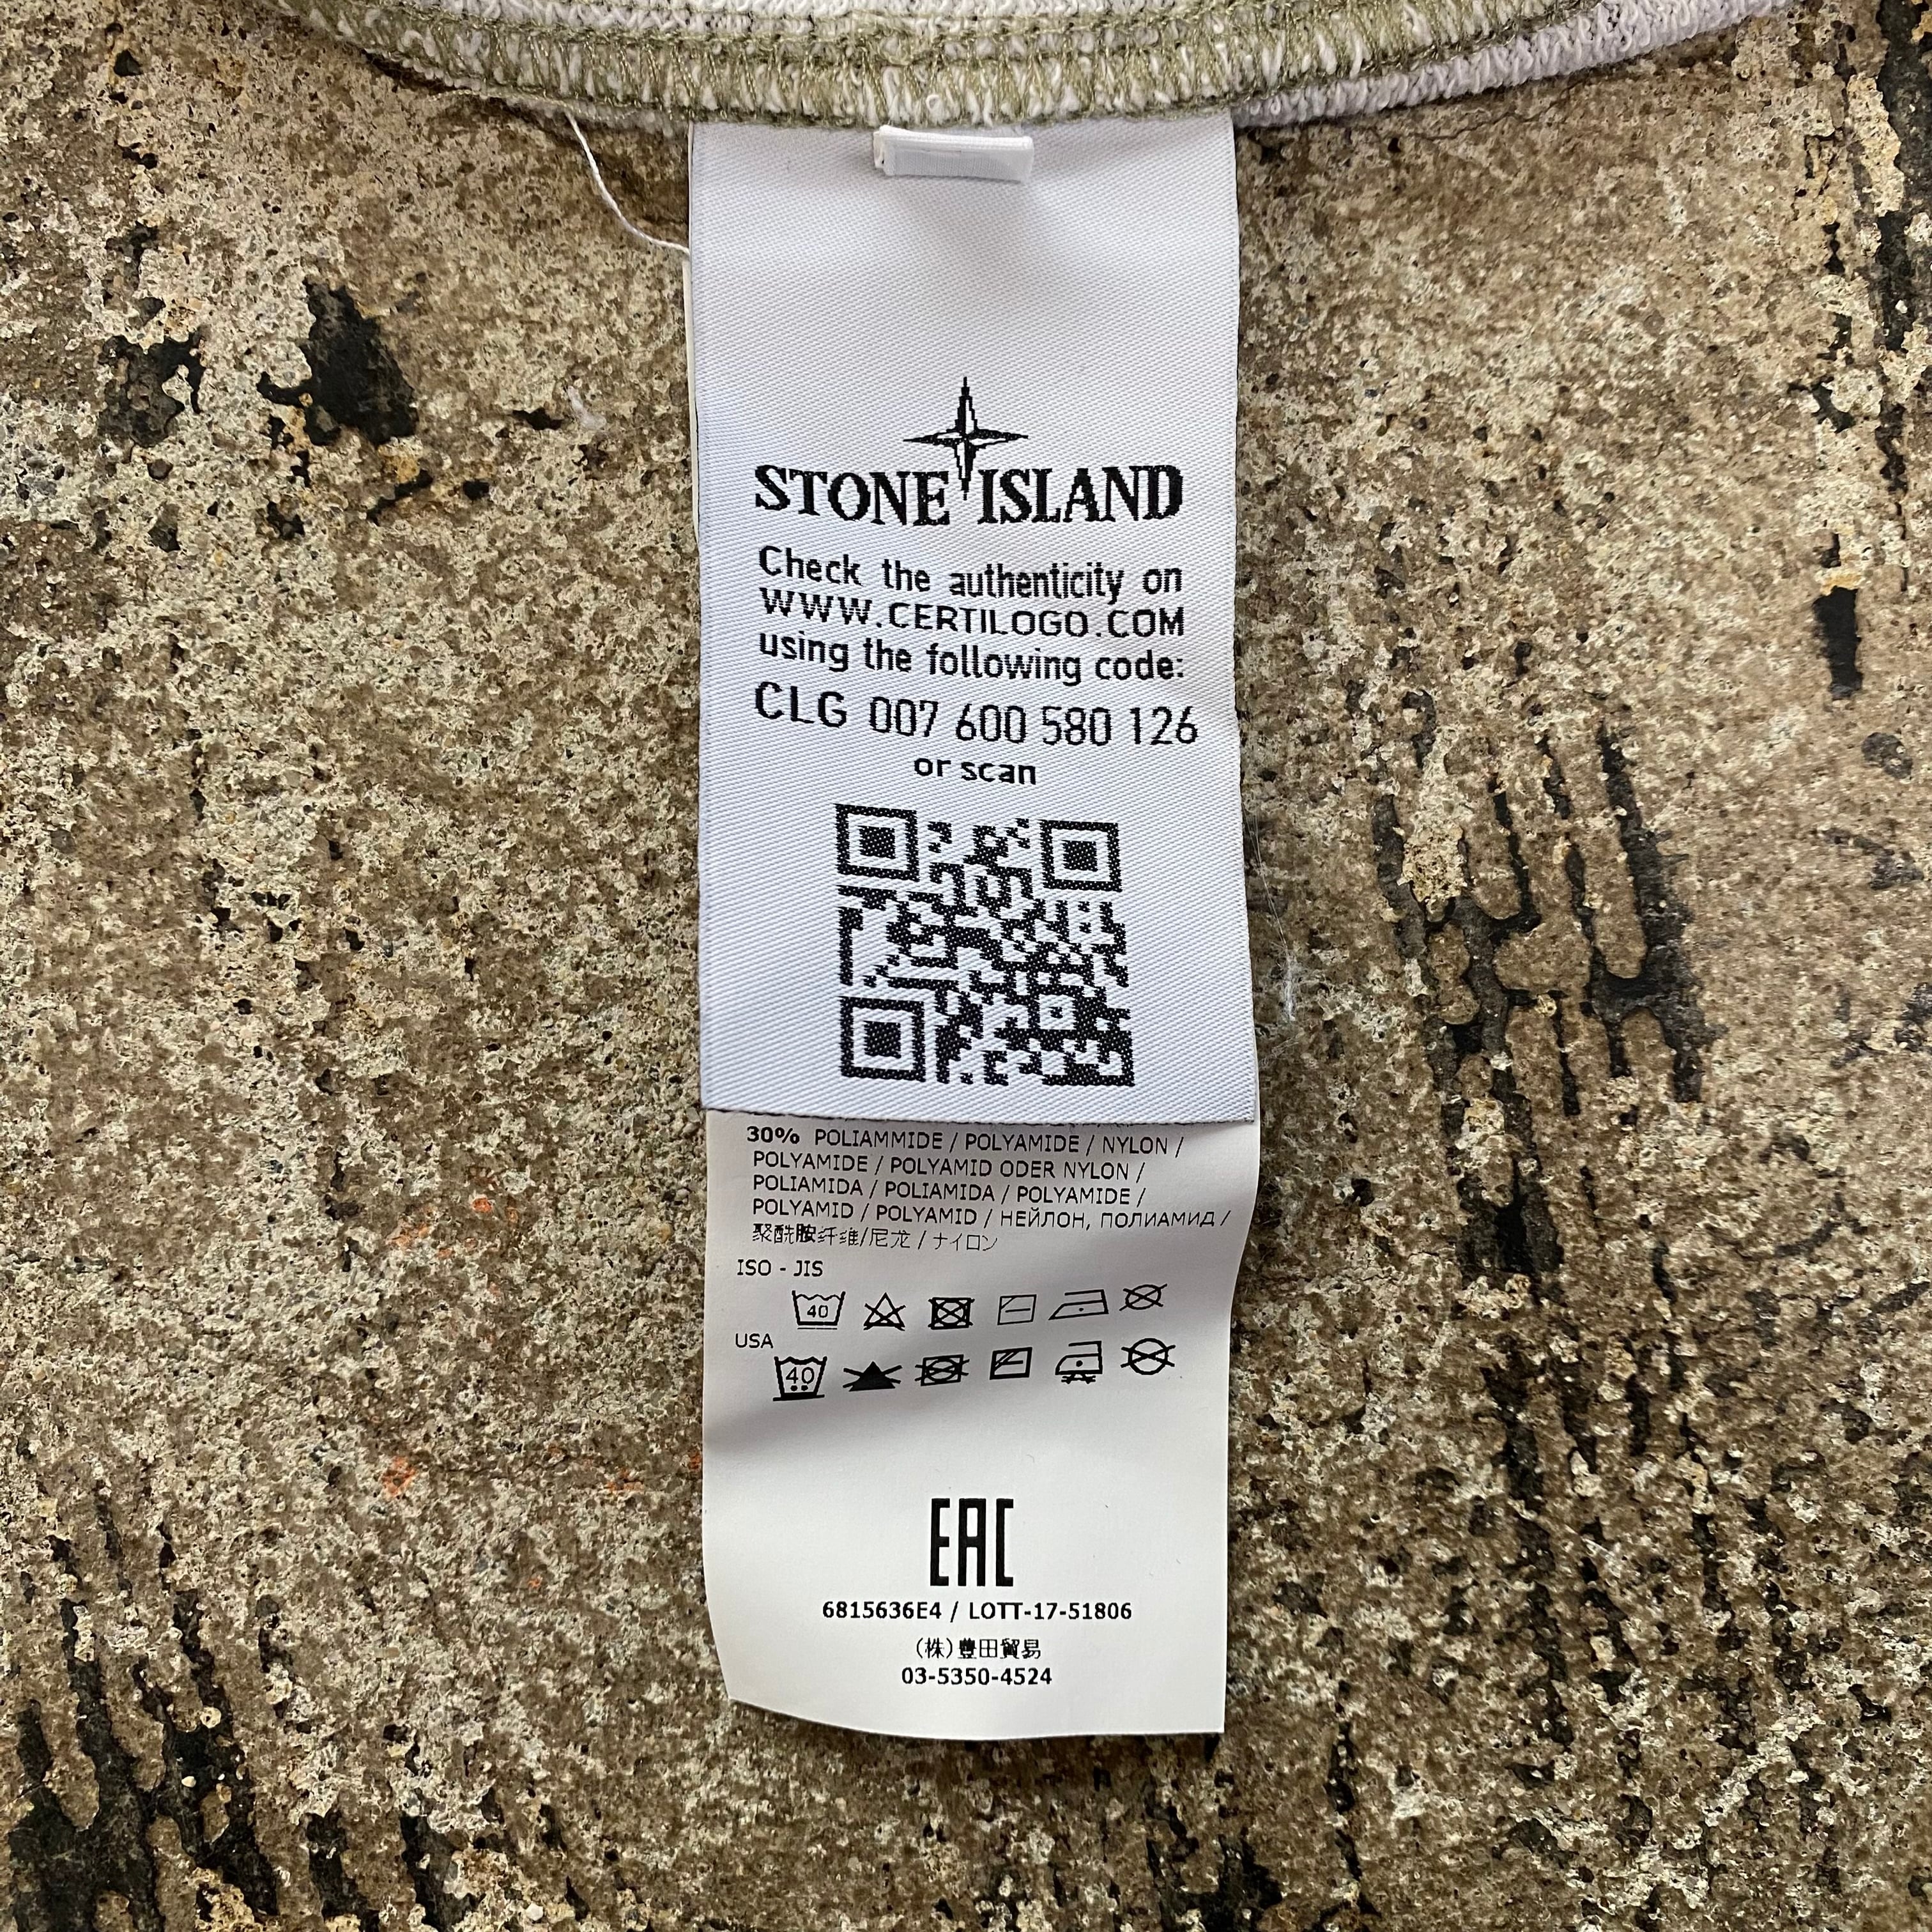 STONE ISLAND
Check the authenticity on
WWW.CERTILOGO.COM
using the following code:
CLG 007 600 580 126
or scan
30% POLIAMMIDE / POLYAMIDE / NYLON /
POLYAMIDE / POLYAMID ODER NYLON /
POLIAMIDA / POLIAMIDA / POLYAMIDE /
POLYAMID / POLYAMID / НЕЙЛОН, ПОЛИАМИД /
聚酰胺纤维/尼龙 / ナイロン
ISO - JIS
40
USA
40
EAC
6815636E4 / LOTT-17-51806
(株)豊田貿易
03-5350-4524